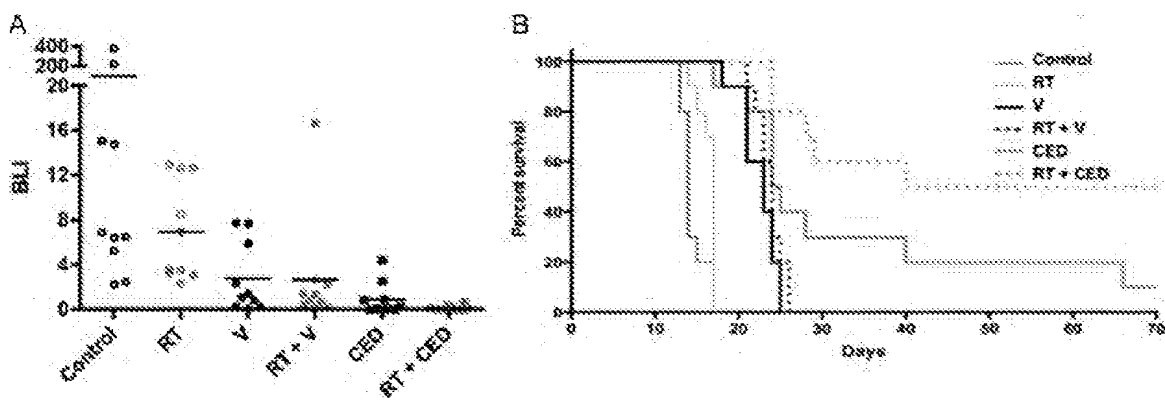 A
400
200
20
16
12
8
4
0
BLI
Control
RT
V
RT + V
CED
RT + CED
B
100
80
60
40
20
0
Percent survival
0
10
20
30
40
50
60
70
Days
Control
RT
V
RT + V
CED
RT + CED